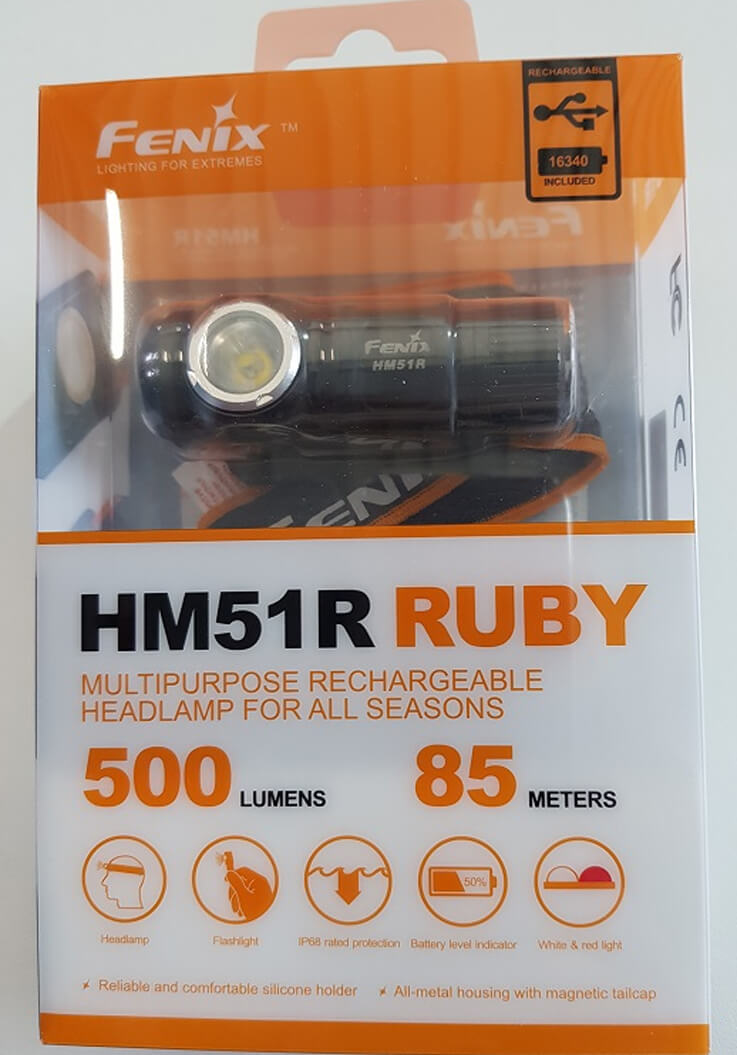 FENIX™
LIGHTING FOR EXTREMES
RECHARGEABLE
16340
INCLUDED
FENIX
HM51R
FENIX
HM51R
CE
HM51R RUBY
MULTIPURPOSE RECHARGEABLE
HEADLAMP FOR ALL SEASONS
500 LUMENS
85 METERS
50%
Headlamp
Flashlight
IP68 rated protection
Battery level indicator
White & red light
Reliable and comfortable silicone holder
All-metal housing with magnetic tailcap